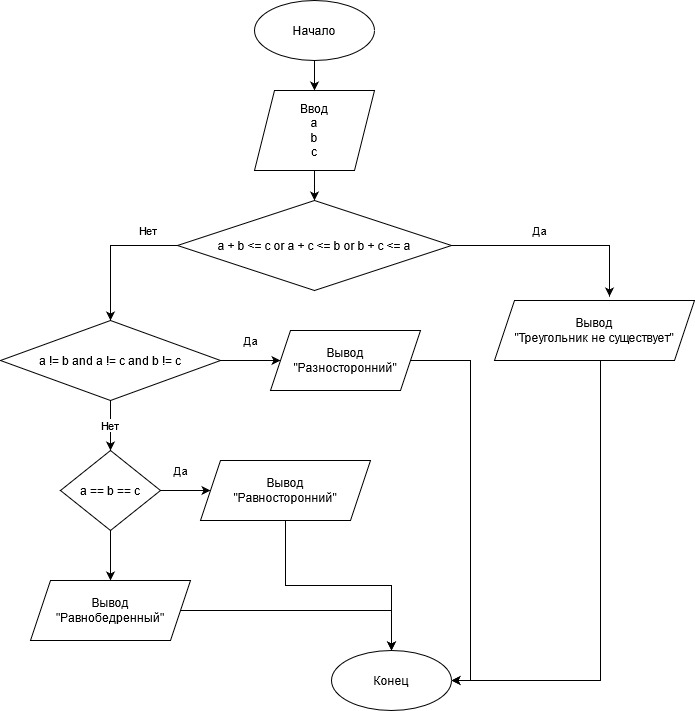 Начало
Ввод
a
b
c
a + b <= c or a + c <= b or b + c <= a
Нет
Да
Вывод
"Треугольник не существует"
a != b and a != c and b != c
Да
Вывод
"Разносторонний"
Нет
a == b == c
Да
Вывод
"Равносторонний"
Вывод
"Равнобедренный"
Конец